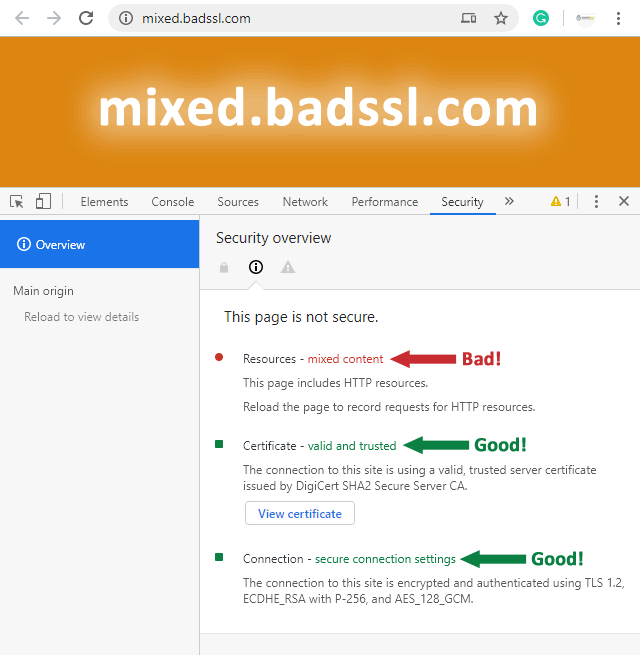 mixed.badssl.com
mixed.badssl.com
Elements Console Sources Network Performance Security » 1
Overview
Security overview
Main origin
Reload to view details
This page is not secure.
Resources - mixed content Bad!
This page includes HTTP resources.
Reload the page to record requests for HTTP resources.
Certificate - valid and trusted Good!
The connection to this site is using a valid, trusted server certificate
issued by DigiCert SHA2 Secure Server CA.
View certificate
Connection - secure connection settings Good!
The connection to this site is encrypted and authenticated using TLS 1.2,
ECDHE_RSA with P-256, and AES_128_GCM.